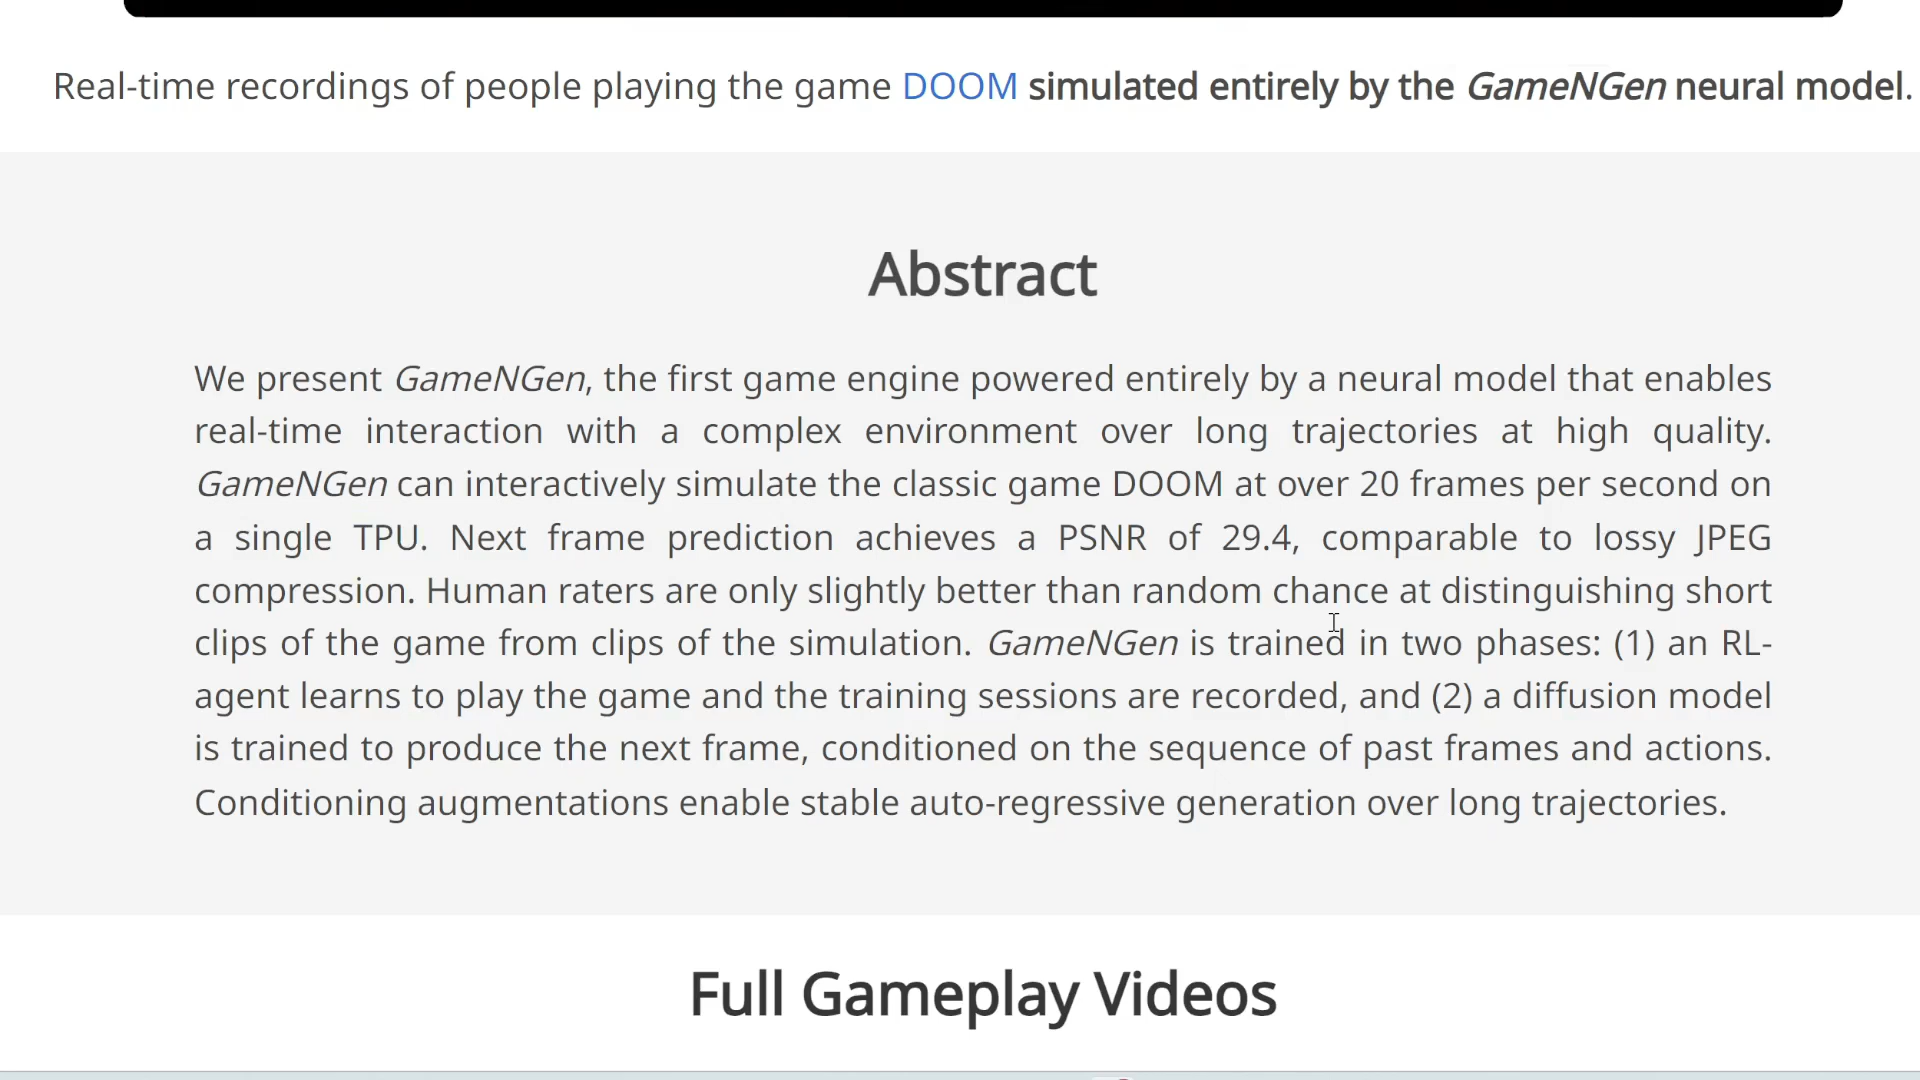 Real-time recordings of people playing the game DOOM simulated entirely by the GameNGen neural model.
Abstract
We present GameNGen, the first game engine powered entirely by a neural model that enables
real-time interaction with a complex environment over long trajectories at high quality.
GameNGen can interactively simulate the classic game DOOM at over 20 frames per second on
a single TPU. Next frame prediction achieves a PSNR of 29.4, comparable to lossy JPEG
compression. Human raters are only slightly better than random chance at distinguishing short
clips of the game from clips of the simulation. GameNGen is trained in two phases: (1) an RL-
agent learns to play the game and the training sessions are recorded, and (2) a diffusion model
is trained to produce the next frame, conditioned on the sequence of past frames and actions.
Conditioning augmentations enable stable auto-regressive generation over long trajectories.
Full Gameplay Videos